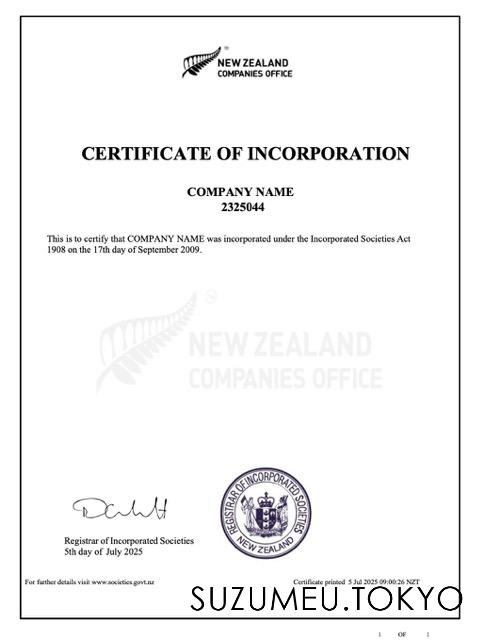 NEW ZEALAND
COMPANIES OFFICE
CERTIFICATE OF INCORPORATION
COMPANY NAME
2325044
This is to certify that COMPANY NAME was incorporated under the Incorporated Societies Act
1908 on the 17th day of September 2009.
NEW ZEALAND
COMPANIES OFFICE
REGISTRAR OF INCORPORATED SOCIETIES
NEW ZEALAND
Registrar of Incorporated Societies
5th day of July 2025
For further details visit www.societies.govt.nz
Certificate printed 5 Jul 2025 09:00:26 NZT
SUZUMEU.TOKYO
1 OF 1